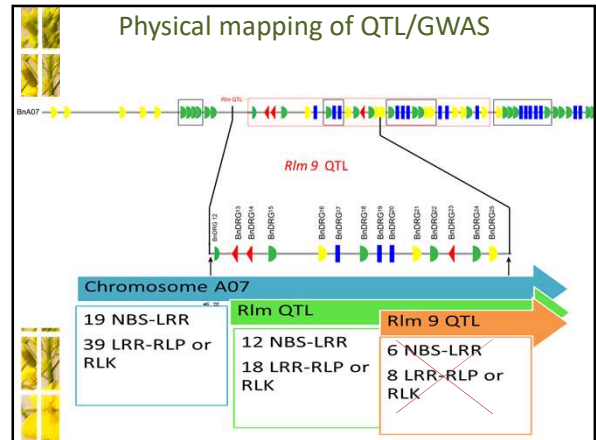 Physical mapping of QTL/GWAS
Rlm QTL
BnA07
Rlm 9 QTL
BnDRG 12
BnDRG13
BnDRG14
BnDRG15
BnDRG16
BnDRG17
BnDRG18
BnDRG19
BnDRG20
BnDRG21
BnDRG22
BnDRG23
BnDRG24
BnDRG25
Chromosome A07
19 NBS-LRR
39 LRR-RLP or
RLK
Rlm QTL
12 NBS-LRR
18 LRR-RLP or
RLK
Rlm 9 QTL
6 NBS-LRR
8 LRR-RLP or
RLK